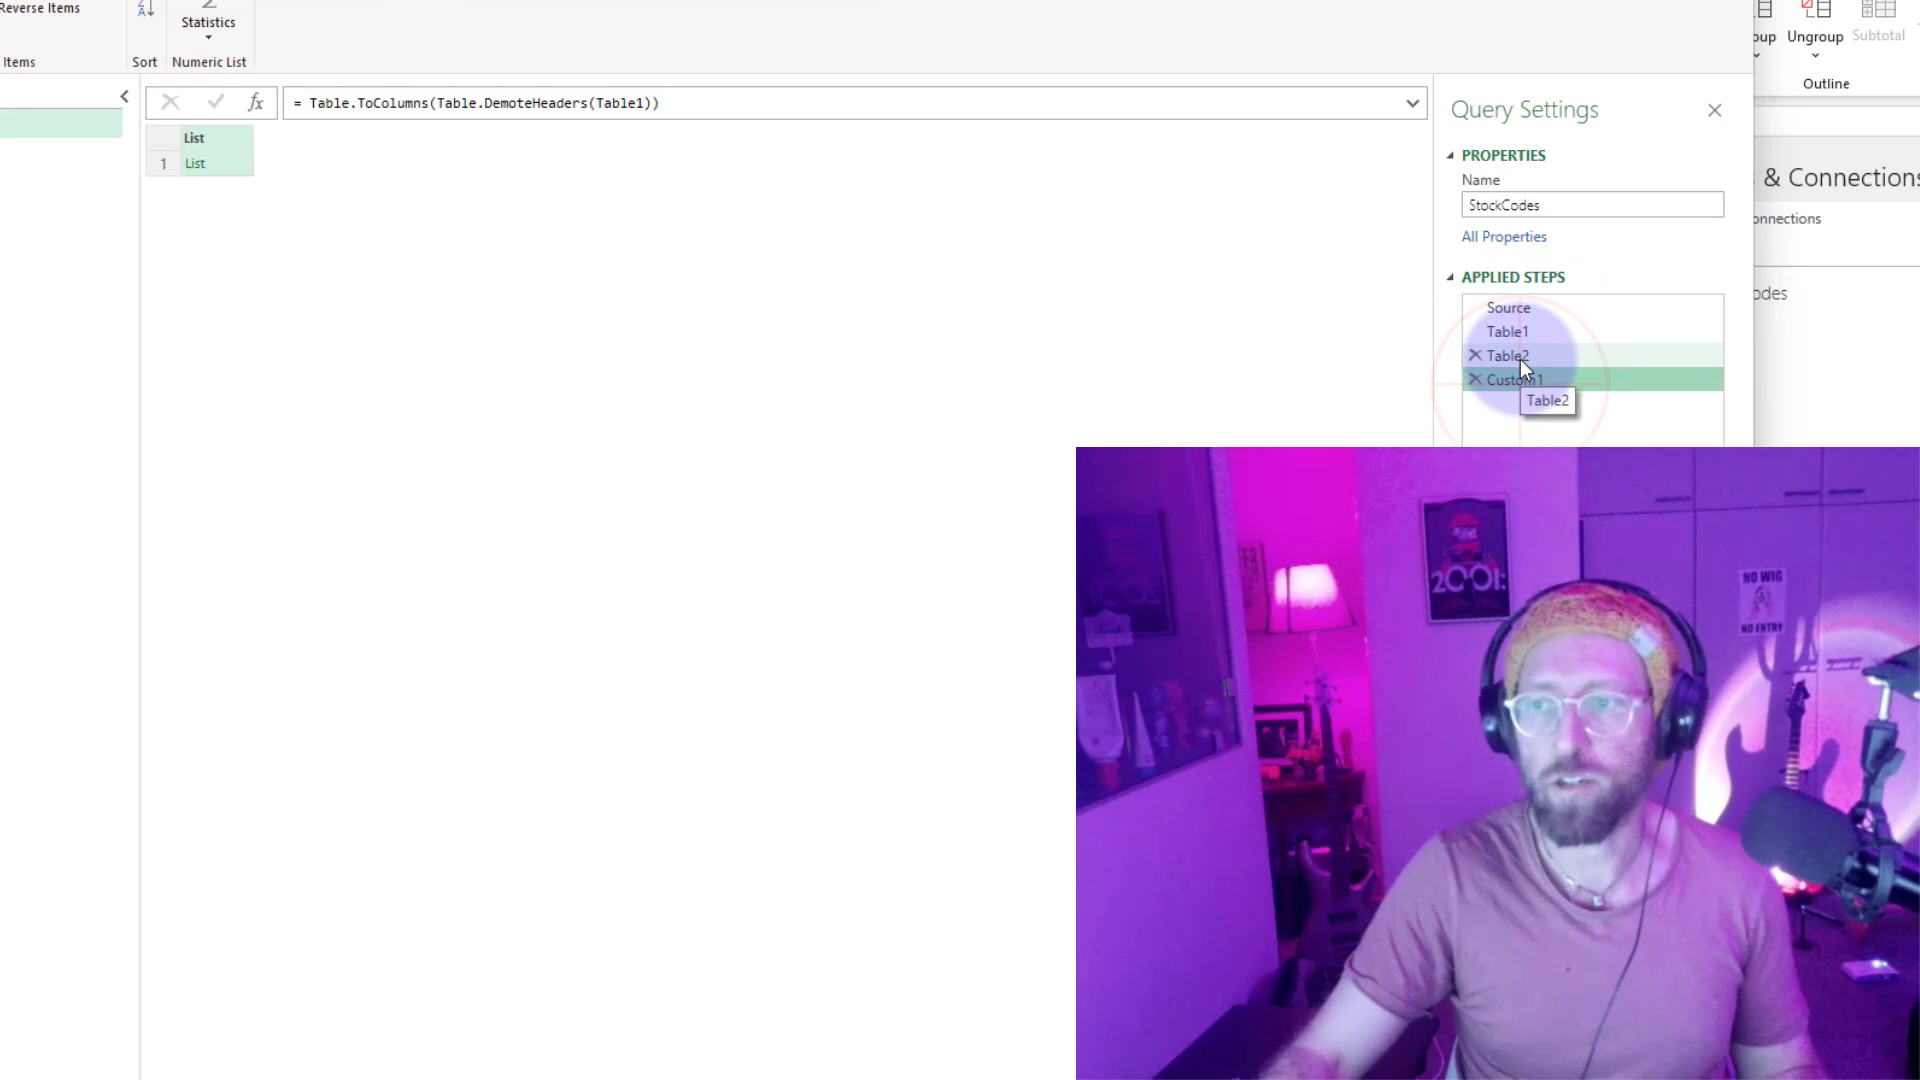 Reverse Items
Statistics
Items
Sort
Numeric List
oup
Ungroup
Subtotal
Outline
fx
= Table.ToColumns(Table.DemoteHeaders(Table1))
List
1 List
Query Settings
PROPERTIES
Name
StockCodes
All Properties
APPLIED STEPS
Source
Table1
Table2
Custom1
Table2
& Connections
onnections
odes
2001:
NO WIG
NO ENTRY